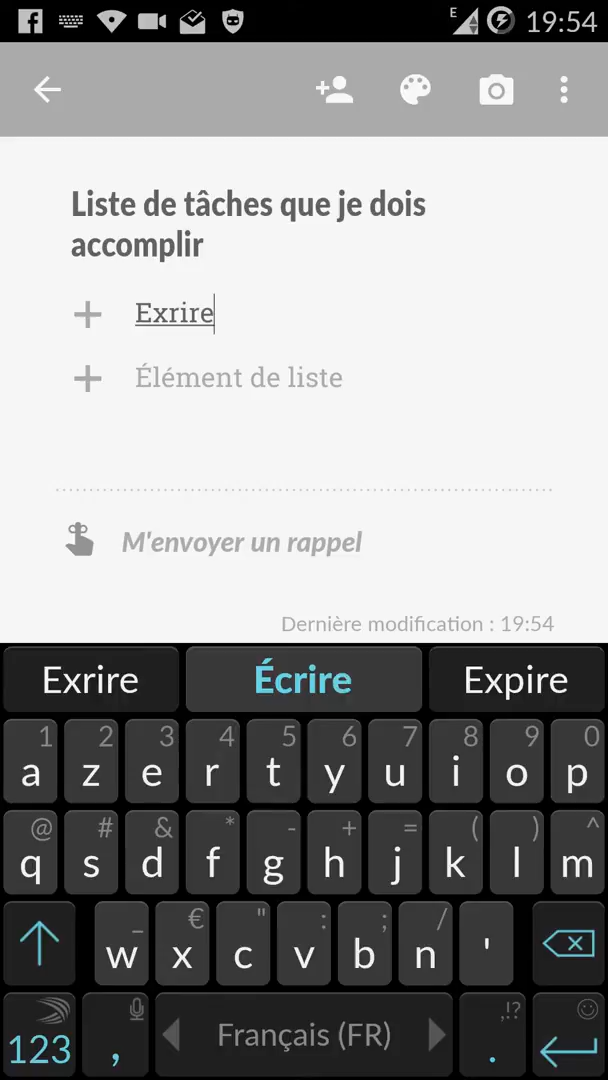 E 19:54
Liste de tâches que je dois
accomplir
Exrire
Élément de liste
M'envoyer un rappel
Dernière modification : 19:54
Exrire Écrire Expire
1 2 3 4 5 6 7 8 9 0
a z e r t y u i o p
@ # & * - + = ( ) ^
q s d f g h j k l m
_ € " : ; /
w x c v b n '
,!?
123 , Français (FR) .